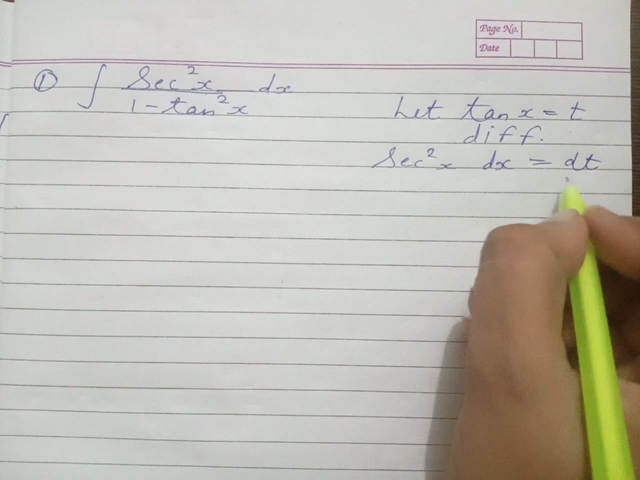 Page No.
Date
① ∫ Sec²x / 1 - tan²x dx
Let tan x = t
diff.
Sec²x dx = dt